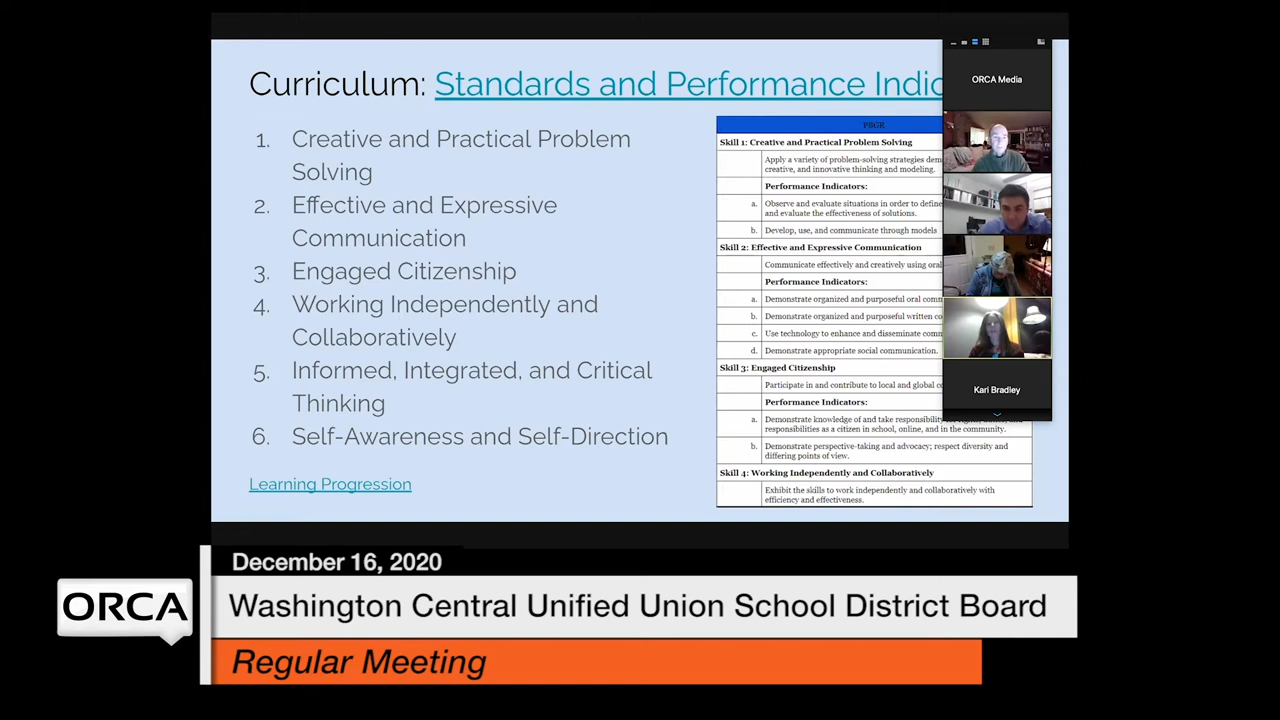 Curriculum: Standards and Performance Indic
1. Creative and Practical Problem
Solving
2. Effective and Expressive
Communication
3. Engaged Citizenship
4. Working Independently and
Collaboratively
5. Informed, Integrated, and Critical
Thinking
6. Self-Awareness and Self-Direction
Learning Progression
PBGR
Skill 1: Creative and Practical Problem Solving
Apply a variety of problem-solving strategies
creative, and innovative thinking and modeling.
Performance Indicators:
a. Observe and evaluate situations in order to define
and evaluate the effectiveness of solutions.
b. Develop, use, and communicate through models
Skill 2: Effective and Expressive Communication
Communicate effectively and creatively using oral
Performance Indicators:
a. Demonstrate organized and purposeful oral comm
b. Demonstrate organized and purposeful written co
c. Use technology to enhance and disseminate comm
d. Demonstrate appropriate social communication.
Skill 3: Engaged Citizenship
Participate in and contribute to local and global co
Performance Indicators:
a. Demonstrate knowledge of and take responsibility
responsibilities as a citizen in school, online, and in the community.
b. Demonstrate perspective-taking and advocacy; respect diversity and
differing points of view.
Skill 4: Working Independently and Collaboratively
Exhibit the skills to work independently and collaboratively with
efficiency and effectiveness.
ORCA Media
Kari Bradley
December 16, 2020
ORCA
Washington Central Unified Union School District Board
Regular Meeting